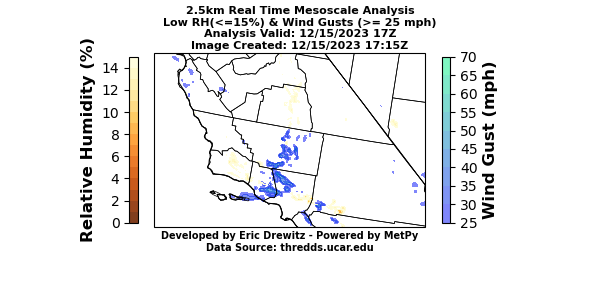 2.5km Real Time Mesoscale Analysis
Low RH(<=15%) & Wind Gusts (>= 25 mph)
Analysis Valid: 12/15/2023 17Z
Image Created: 12/15/2023 17:15Z
Relative Humidity (%)
14
12
10
8
6
4
2
0
70
65
60
55
50
45
40
35
30
25
Wind Gust (mph)
Developed by Eric Drewitz - Powered by MetPy
Data Source: thredds.ucar.edu